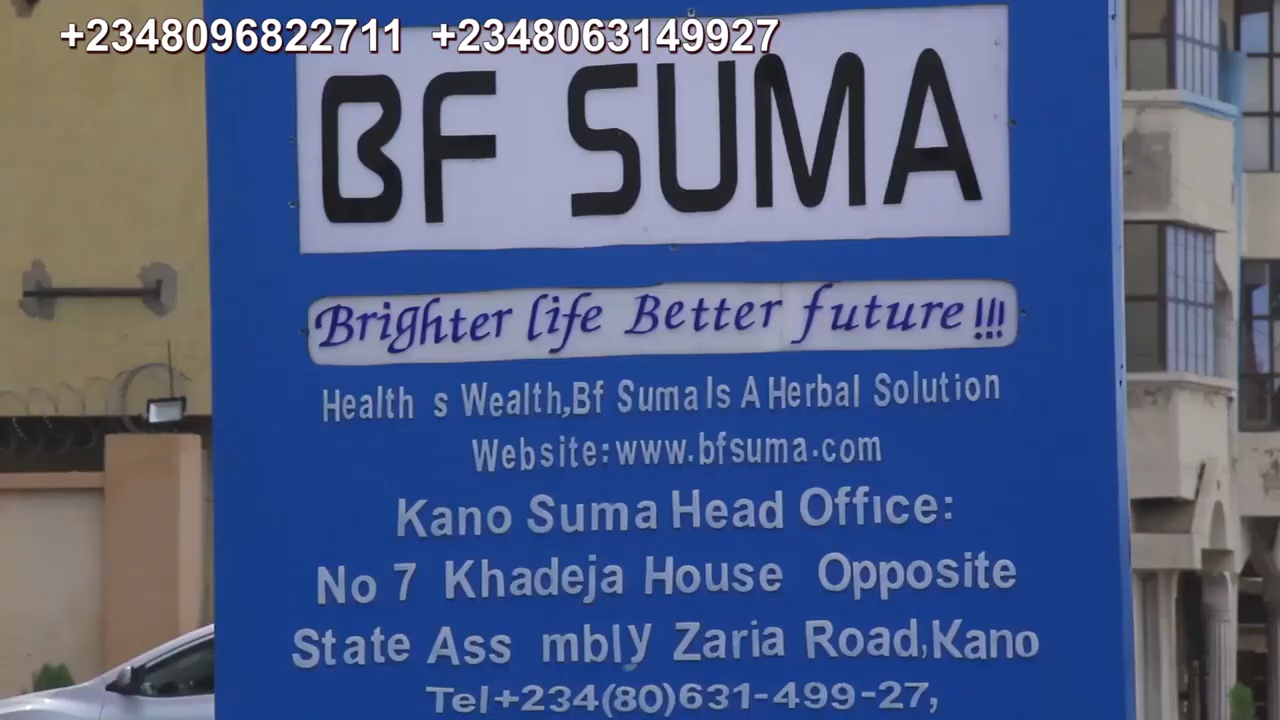 +2348096822711 +2348063149927
BF SUMA
Brighter life Better future!!!
Health s Wealth,Bf Suma Is A Herbal Solution
Website:www.bfsuma.com
Kano Suma Head Office:
No 7 Khadeja House Opposite
State Ass mbly Zaria Road,Kano
Tel+234(80)631-499-27,